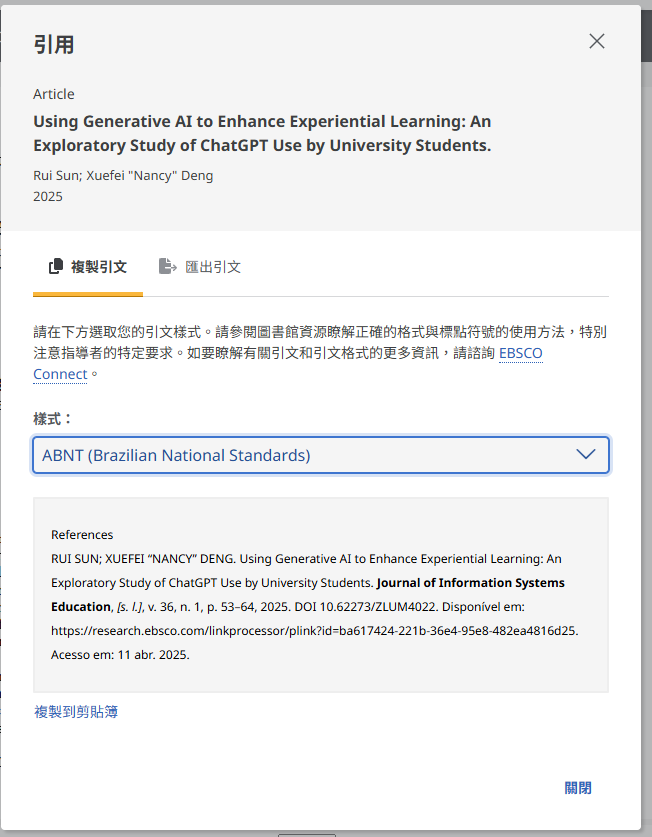 引用
Article
Using Generative AI to Enhance Experiential Learning: An
Exploratory Study of ChatGPT Use by University Students.
Rui Sun; Xuefei "Nancy" Deng
2025
複製引文
匯出引文
請在下方選取您的引文樣式。請參閱圖書館資源瞭解正確的格式與標點符號的使用方法，特別
注意指導者的特定要求。如要瞭解有關引文和引文格式的更多資訊，請諮詢 EBSCO
Connect。
樣式：
ABNT (Brazilian National Standards)
References
RUI SUN; XUEFEI “NANCY” DENG. Using Generative AI to Enhance Experiential Learning: An
Exploratory Study of ChatGPT Use by University Students. Journal of Information Systems
Education, [s. l.], v. 36, n. 1, p. 53–64, 2025. DOI 10.62273/ZLUM4022. Disponível em:
https://research.ebsco.com/linkprocessor/plink?id=ba617424-221b-36e4-95e8-482ea4816d25.
Acesso em: 11 abr. 2025.
複製到剪貼簿
關閉